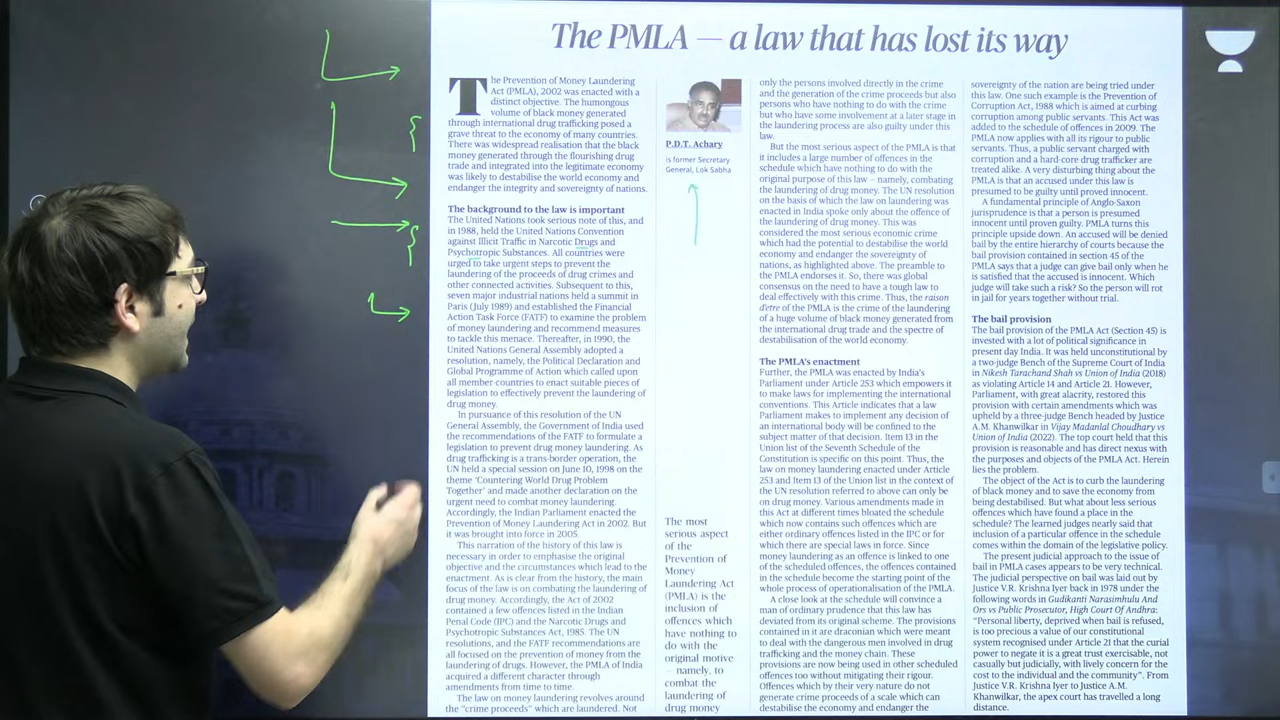 The PMLA — a law that has lost its way
The Prevention of Money Laundering
Act (PMLA), 2002 was enacted with a
distinct objective. The humongous
volume of black money generated
through international drug trafficking posed a
grave threat to the economy of many countries.
There was widespread realisation that the black
money generated through the flourishing drug
trade and integrated into the legitimate economy
was likely to destabilise the world economy and
endanger the integrity and sovereignty of nations.
The background to the law is important
The United Nations took serious note of this, and
in 1988, held the United Nations Convention
against Illicit Traffic in Narcotic Drugs and
Psychotropic Substances. All countries were
urged to take urgent steps to prevent the
laundering of the proceeds of drug crimes and
other connected activities. Subsequent to this,
seven major industrial nations held a summit in
Paris (July 1989) and established the Financial
Action Task Force (FATF) to examine the problem
of money laundering and recommend measures
to tackle this menace. Thereafter, in 1990, the
United Nations General Assembly adopted a
resolution, namely, the Political Declaration and
Global Programme of Action which called upon
all member-countries to enact suitable pieces of
legislation to effectively prevent the laundering of
drug money.
In pursuance of this resolution of the UN
General Assembly, the Government of India used
the recommendations of the FATF to formulate a
legislation to prevent drug money laundering. As
drug trafficking is a trans-border operation, the
UN held a special session on June 10, 1998 on the
theme 'Countering World Drug Problem
Together' and made another declaration on the
urgent need to combat money laundering.
Accordingly, the Indian Parliament enacted the
Prevention of Money Laundering Act in 2002. But
it was brought into force in 2005.
This narration of the history of this law is
necessary in order to emphasise the original
objective and the circumstances which lead to the
enactment. As is clear from the history, the main
focus of the law is on combating the laundering of
drug money. Accordingly, the Act of 2002
contained a few offences listed in the Indian
Penal Code (IPC) and the Narcotic Drugs and
Psychotropic Substances Act, 1985. The UN
resolutions, and the FATF recommendations are
all focused on the prevention of money from the
laundering of drugs. However, the PMLA of India
acquired a different character through
amendments from time to time.
The law on money laundering revolves around
the "crime proceeds" which are laundered. Not
P.D.T. Achary
is former Secretary
General, Lok Sabha
The most
serious aspect
of the
Prevention of
Money
Laundering Act
(PMLA) is the
inclusion of
offences which
have nothing to
do with the
original motive
— namely, to
combat the
laundering of
drug money
only the persons involved directly in the crime
and the generation of the crime proceeds but also
persons who have nothing to do with the crime
but who have some involvement at a later stage in
the laundering process are also guilty under this
law.
But the most serious aspect of the PMLA is that
it includes a large number of offences in the
schedule which have nothing to do with the
original purpose of this law – namely, combating
the laundering of drug money. The UN resolution
on the basis of which the law on laundering was
enacted in India spoke only about the offence of
the laundering of drug money. This was
considered the most serious economic crime
which had the potential to destabilise the world
economy and endanger the sovereignty of
nations, as highlighted above. The preamble to
the PMLA endorses it. So, there was global
consensus on the need to have a tough law to
deal effectively with this crime. Thus, the raison
d'etre of the PMLA is the crime of the laundering
of a huge volume of black money generated from
the international drug trade and the spectre of
destabilisation of the world economy.
The PMLA's enactment
Further, the PMLA was enacted by India's
Parliament under Article 253 which empowers it
to make laws for implementing the international
conventions. This Article indicates that a law
Parliament makes to implement any decision of
an international body will be confined to the
subject matter of that decision. Item 13 in the
Union list of the Seventh Schedule of the
Constitution is specific on this point. Thus, the
law on money laundering enacted under Article
253 and Item 13 of the Union list in the context of
the UN resolution referred to above can only be
on drug money. Various amendments made in
this Act at different times bloated the schedule
which now contains such offences which are
either ordinary offences listed in the IPC or for
which there are special laws in force. Since
money laundering as an offence is linked to one
of the scheduled offences, the offences contained
in the schedule become the starting point of the
whole process of operationalisation of the PMLA.
A close look at the schedule will convince a
man of ordinary prudence that this law has
deviated from its original scheme. The provisions
contained in it are draconian which were meant
to deal with the dangerous men involved in drug
trafficking and the money chain. These
provisions are now being used in other scheduled
offences too without mitigating their rigour.
Offences which by their very nature do not
generate crime proceeds of a scale which can
destabilise the economy and endanger the
sovereignty of the nation are being tried under
this law. One such example is the Prevention of
Corruption Act, 1988 which is aimed at curbing
corruption among public servants. This Act was
added to the schedule of offences in 2009. The
PMLA now applies with all its rigour to public
servants. Thus, a public servant charged with
corruption and a hard-core drug trafficker are
treated alike. A very disturbing thing about the
PMLA is that an accused under this law is
presumed to be guilty until proved innocent.
A fundamental principle of Anglo-Saxon
jurisprudence is that a person is presumed
innocent until proven guilty. PMLA turns this
principle upside down. An accused will be denied
bail by the entire hierarchy of courts because the
bail provision contained in section 45 of the
PMLA says that a judge can give bail only when he
is satisfied that the accused is innocent. Which
judge will take such a risk? So the person will rot
in jail for years together without trial.
The bail provision
The bail provision of the PMLA Act (Section 45) is
invested with a lot of political significance in
present day India. It was held unconstitutional by
a two-judge Bench of the Supreme Court of India
in Nikesh Tarachand Shah vs Union of India (2018)
as violating Article 14 and Article 21. However,
Parliament, with great alacrity, restored this
provision with certain amendments which was
upheld by a three-judge Bench headed by Justice
A.M. Khanwilkar in Vijay Madanlal Choudhary vs
Union of India (2022). The top court held that this
provision is reasonable and has direct nexus with
the purposes and objects of the PMLA Act. Herein
lies the problem.
The object of the Act is to curb the laundering
of black money and to save the economy from
being destabilised. But what about less serious
offences which have found a place in the
schedule? The learned judges nearly said that
inclusion of a particular offence in the schedule
comes within the domain of the legislative policy.
The present judicial approach to the issue of
bail in PMLA cases appears to be very technical.
The judicial perspective on bail was laid out by
Justice V.R. Krishna Iyer back in 1978 under the
following words in Gudikanti Narasimhulu And
Ors vs Public Prosecutor, High Court Of Andhra:
"Personal liberty, deprived when bail is refused,
is too precious a value of our constitutional
system recognised under Article 21 that the curial
power to negate it is a great trust exercisable, not
casually but judicially, with lively concern for the
cost to the individual and the community". From
Justice V.R. Krishna Iyer to Justice A.M.
Khanwilkar, the apex court has travelled a long
distance.